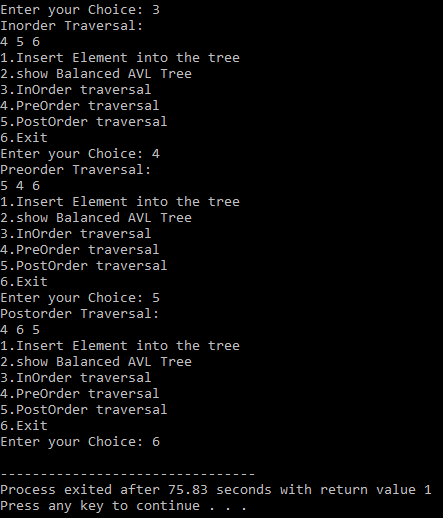 Enter your Choice: 3
Inorder Traversal:
4 5 6
1.Insert Element into the tree
2.show Balanced AVL Tree
3.InOrder traversal
4.PreOrder traversal
5.PostOrder traversal
6.Exit
Enter your Choice: 4
Preorder Traversal:
5 4 6
1.Insert Element into the tree
2.show Balanced AVL Tree
3.InOrder traversal
4.PreOrder traversal
5.PostOrder traversal
6.Exit
Enter your Choice: 5
Postorder Traversal:
4 6 5
1.Insert Element into the tree
2.show Balanced AVL Tree
3.InOrder traversal
4.PreOrder traversal
5.PostOrder traversal
6.Exit
Enter your Choice: 6

--------------------------------
Process exited after 75.83 seconds with return value 1
Press any key to continue . . .